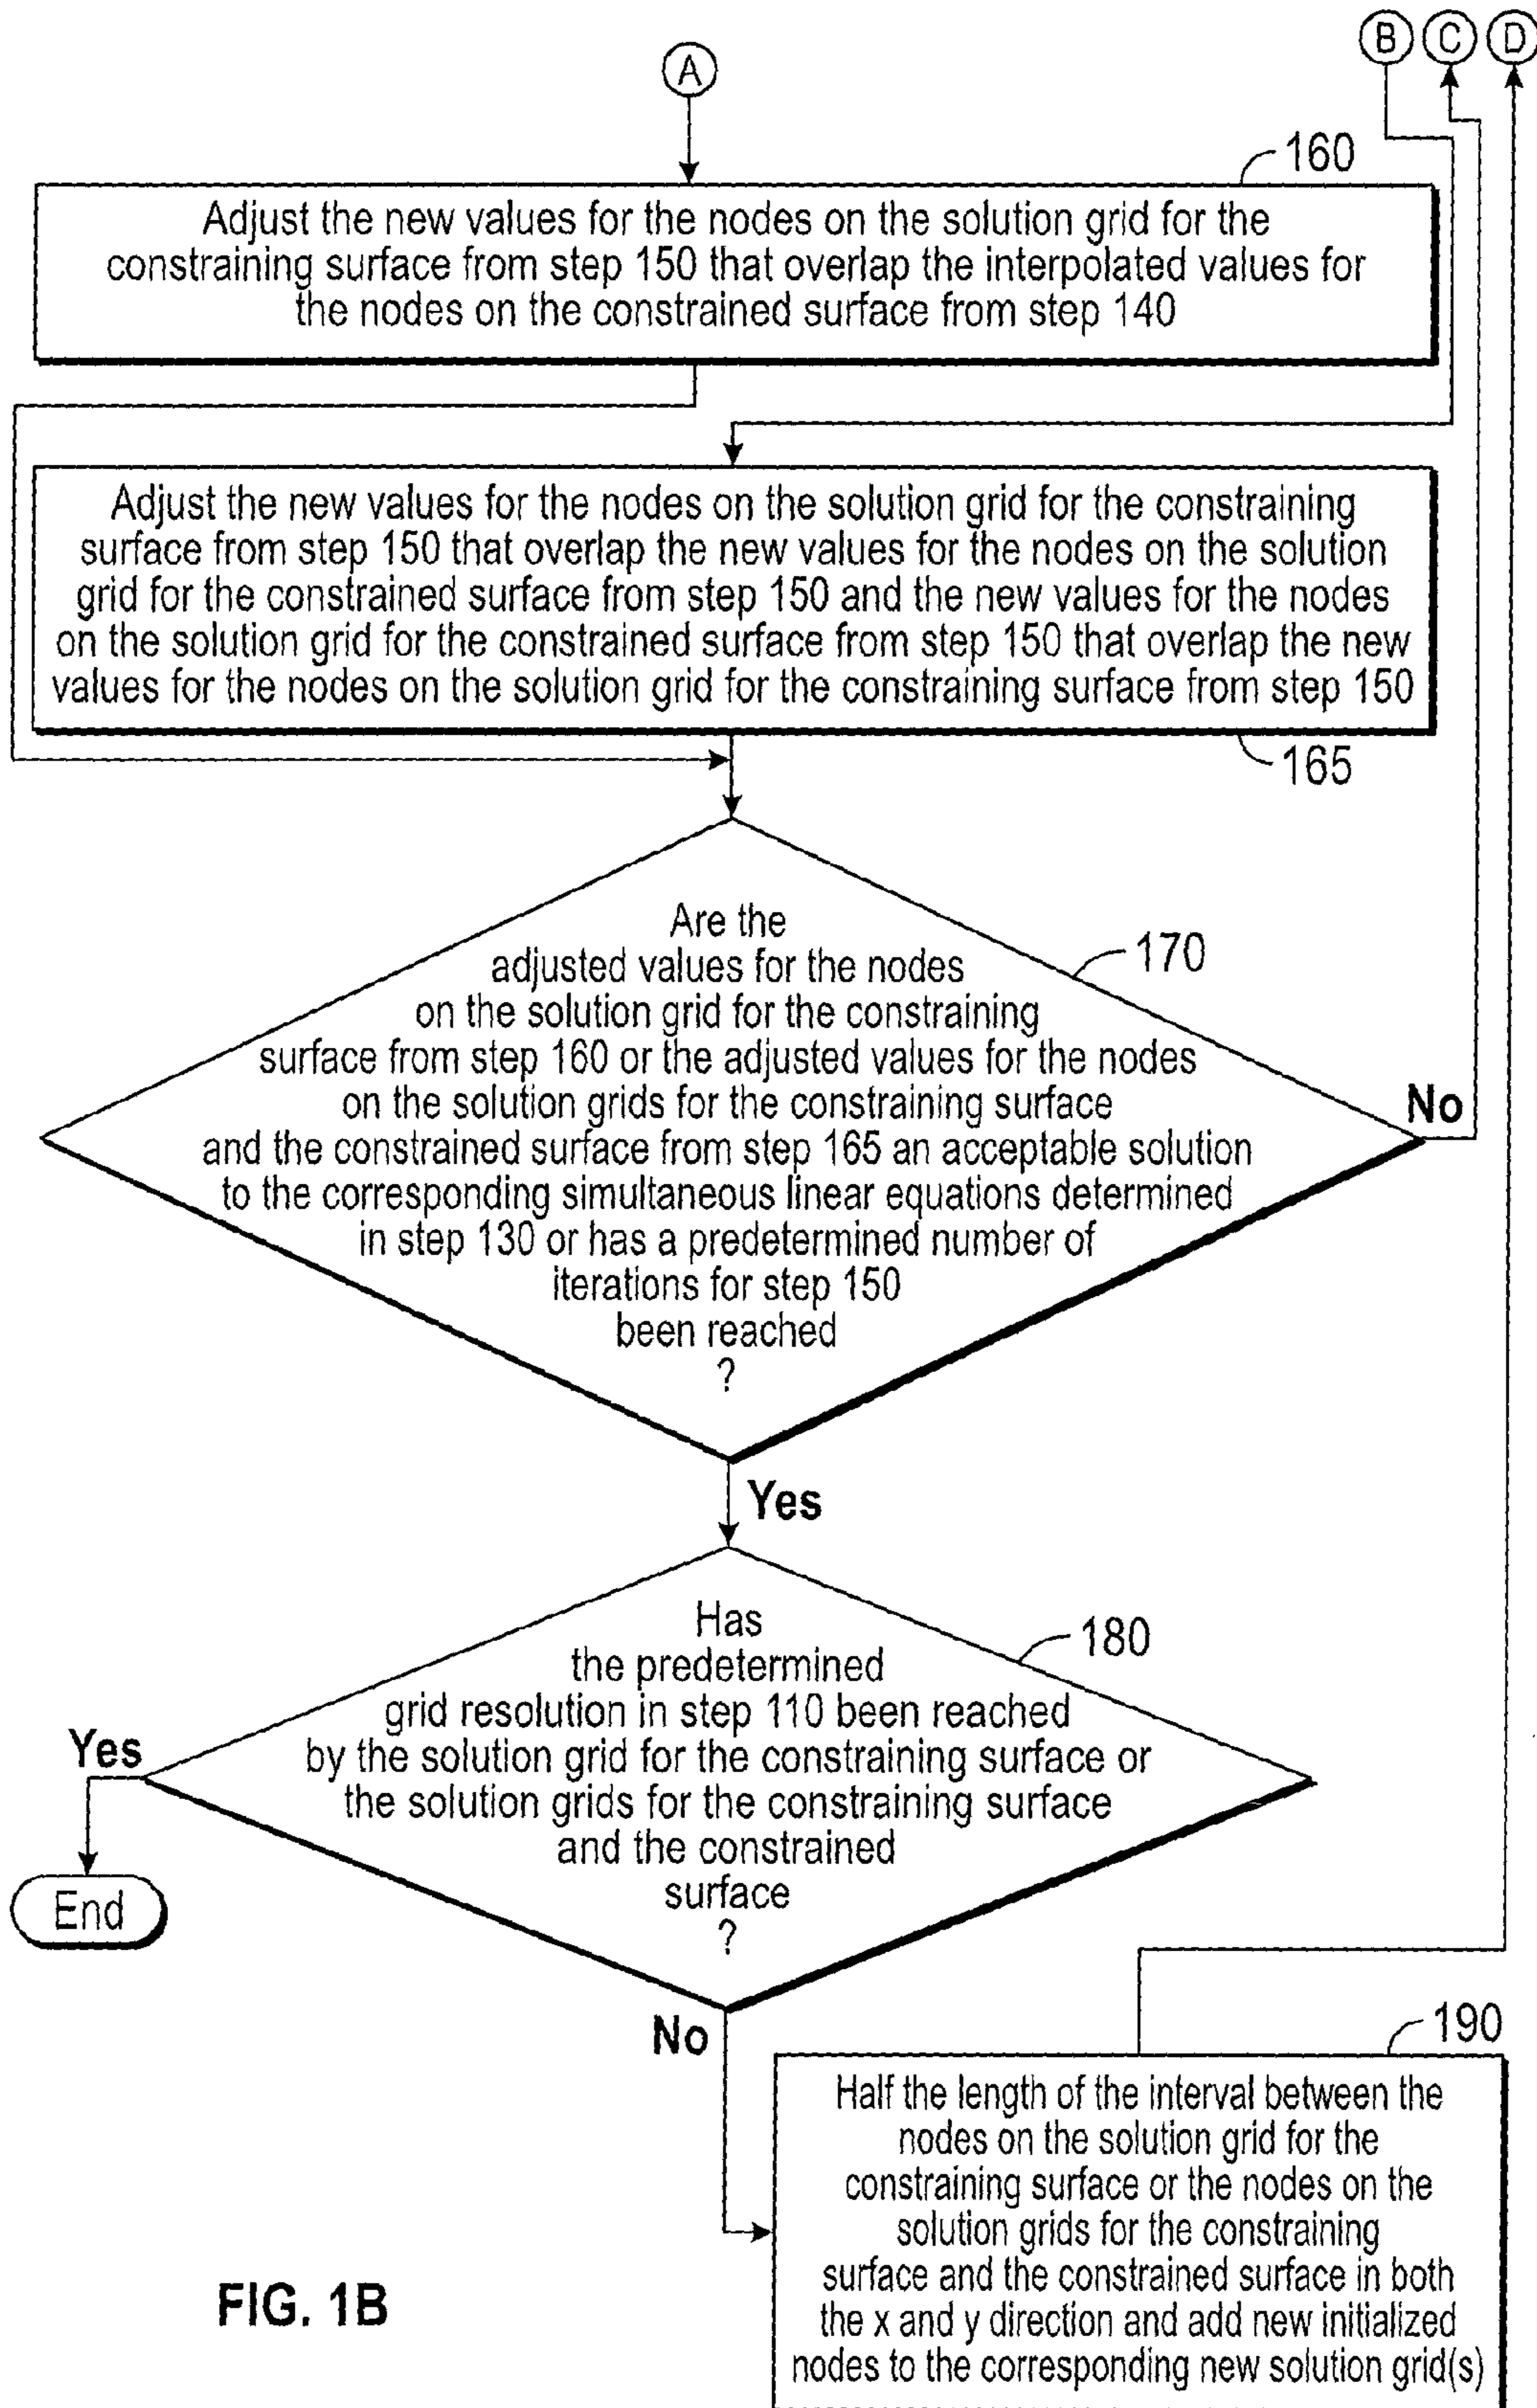 A
B C D
160
Adjust the new values for the nodes on the solution grid for the
constraining surface from step 150 that overlap the interpolated values for
the nodes on the constrained surface from step 140
Adjust the new values for the nodes on the solution grid for the constraining
surface from step 150 that overlap the new values for the nodes on the solution
grid for the constrained surface from step 150 and the new values for the nodes
on the solution grid for the constrained surface from step 150 that overlap the new
values for the nodes on the solution grid for the constraining surface from step 150
165
Are the
adjusted values for the nodes
on the solution grid for the constraining
surface from step 160 or the adjusted values for the nodes
on the solution grids for the constraining surface
and the constrained surface from step 165 an acceptable solution
to the corresponding simultaneous linear equations determined
in step 130 or has a predetermined number of
iterations for step 150
been reached
?
170
No
Yes
Has
the predetermined
grid resolution in step 110 been reached
by the solution grid for the constraining surface or
the solution grids for the constraining surface
and the constrained
surface
?
180
Yes
End
No
190
Half the length of the interval between the
nodes on the solution grid for the
constraining surface or the nodes on the
solution grids for the constraining
surface and the constrained surface in both
the x and y direction and add new initialized
nodes to the corresponding new solution grid(s)
FIG. 1B